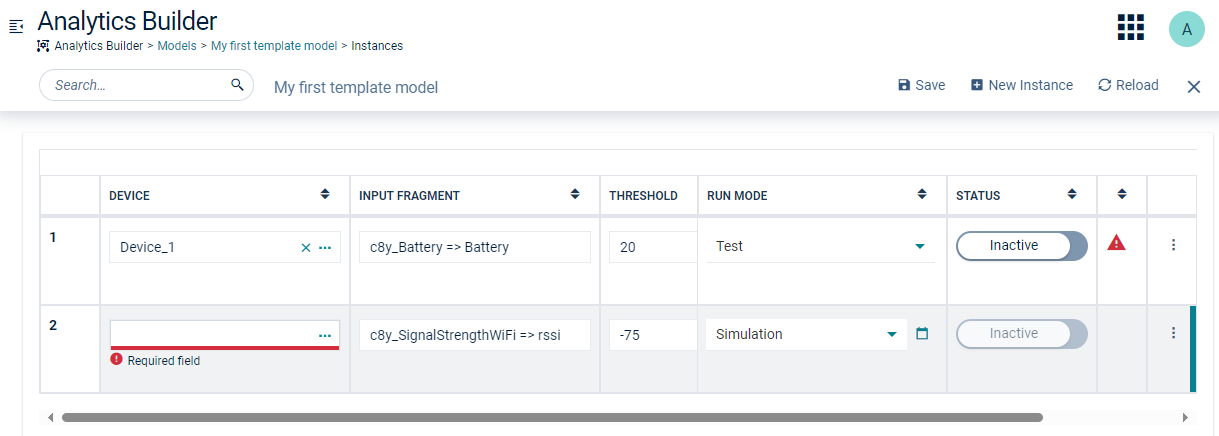 Analytics Builder
Analytics Builder > Models > My first template model > Instances
A
Search...
My first template model
Save
New Instance
Reload
DEVICE
INPUT FRAGMENT
THRESHOLD
RUN MODE
STATUS
1
Device_1
c8y_Battery => Battery
20
Test
Inactive
2
c8y_SignalStrengthWiFi => rssi
-75
Simulation
Inactive
Required field